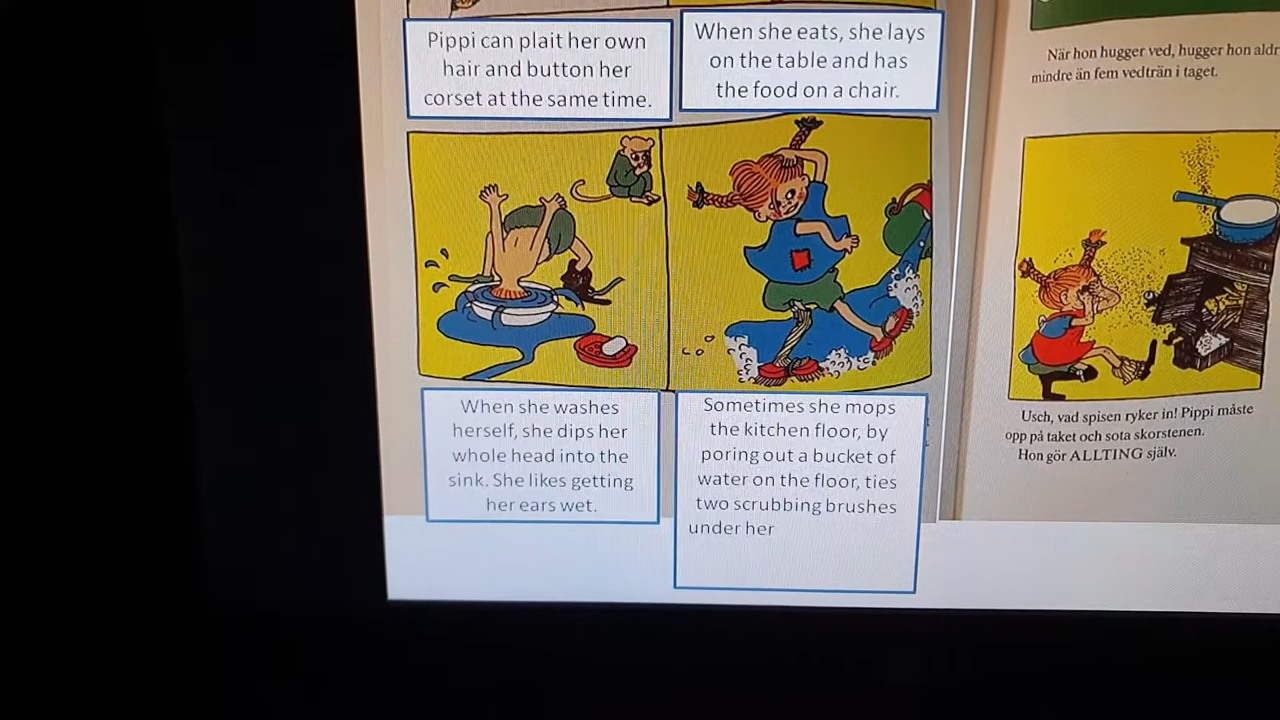 Pippi can plait her own
hair and button her
corset at the same time.
When she eats, she lays
on the table and has
the food on a chair.
When she washes
herself, she dips her
whole head into the
sink. She likes getting
her ears wet.
Sometimes she mops
the kitchen floor, by
poring out a bucket of
water on the floor, ties
two scrubbing brushes
under her
När hon hugger ved, hugger hon aldr
mindre än fem vedträn i taget.
Usch, vad spisen ryker in! Pippi måste
opp på taket och sota skorstenen.
Hon gör ALLTING själv.